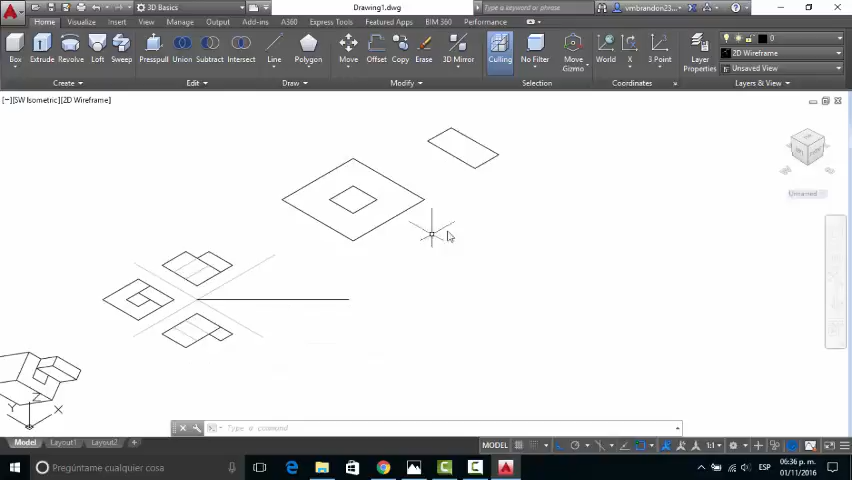 3D Basics
Drawing1.dwg
Type a keyword or phrase
vmbrandon23...
Home Visualize Insert View Manage Output Add-ins A360 Express Tools Featured Apps BIM 360 Performance
Box Extrude Revolve Loft Sweep Presspull Union Subtract Intersect Line Polygon Move Offset Copy Erase 3D Mirror Culling No Filter Move Gizmo World X 3 Point Layer Properties
0
2D Wireframe
Unsaved View
Create Edit Draw Modify Selection Coordinates Layers & View
[−][SW Isometric][2D Wireframe]
Unnamed
Z
Y X
Type a command
Model Layout1 Layout2 +
MODEL 1:1
Pregúntame cualquier cosa
ESP
06:36 p. m.
01/11/2016